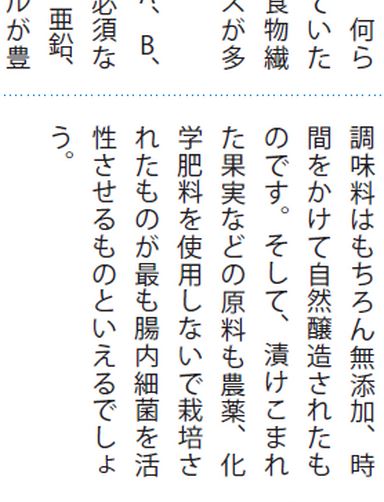 何ら
ていた
食物繊
スが多
A、B、
必須な
亜鉛、
ルが豊
調味料はもちろん無添加、時
間をかけて自然醸造されたも
のです。そして、漬けこまれ
た果実などの原料も農薬、化
学肥料を使用しないで栽培さ
れたものが最も腸内細菌を活
性させるものといえるでしょ
う。